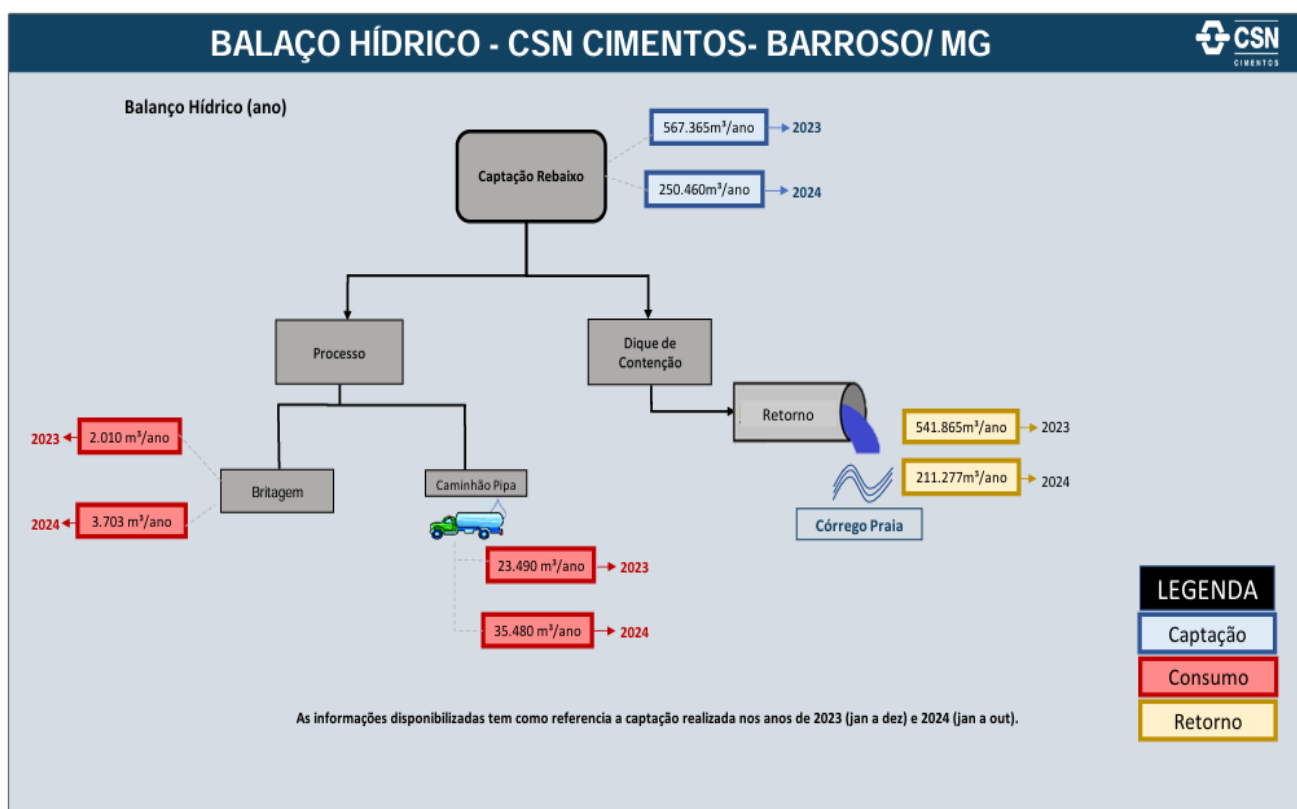 BALAÇO HÍDRICO - CSN CIMENTOS- BARROSO/ MG
CSN
CIMENTOS
Balanço Hídrico (ano)
567.365m³/ano
2023
Captação Rebaixo
250.460m³/ano
2024
Processo
Dique de
Contenção
Retorno
541.865m³/ano
2023
2023
2.010 m³/ano
211.277m³/ano
2024
Britagem
Caminhão Pipa
2024
3.703 m³/ano
Córrego Praia
23.490 m³/ano
2023
35.480 m³/ano
2024
LEGENDA
Captação
Consumo
Retorno
As informações disponibilizadas tem como referencia a captação realizada nos anos de 2023 (jan a dez) e 2024 (jan a out).